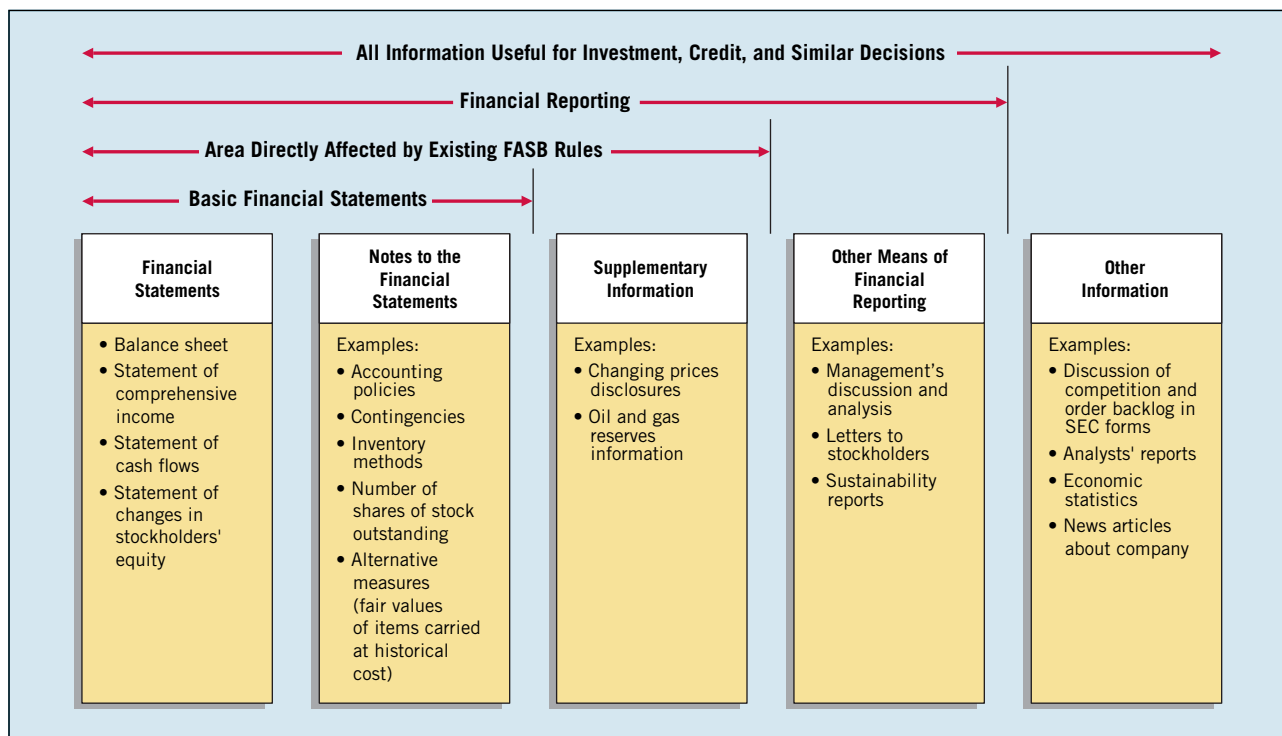 All Information Useful for Investment, Credit, and Similar Decisions
Financial Reporting
Area Directly Affected by Existing FASB Rules
Basic Financial Statements
Financial
Statements
• Balance sheet
• Statement of
comprehensive
income
• Statement of
cash flows
• Statement of
changes in
stockholders'
equity
Notes to the
Financial
Statements
Examples:
• Accounting
policies
• Contingencies
• Inventory
methods
• Number of
shares of stock
outstanding
• Alternative
measures
(fair values
of items carried
at historical
cost)
Supplementary
Information
Examples:
• Changing prices
disclosures
• Oil and gas
reserves
information
Other Means of
Financial
Reporting
Examples:
• Management’s
discussion and
analysis
• Letters to
stockholders
• Sustainability
reports
Other
Information
Examples:
• Discussion of
competition and
order backlog in
SEC forms
• Analysts' reports
• Economic
statistics
• News articles
about company